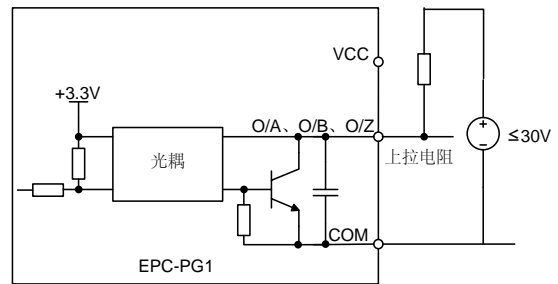 VCC
+3.3V
O/A、O/B、O/Z
光耦
上拉电阻
≤30V
COM
EPC-PG1
+
−